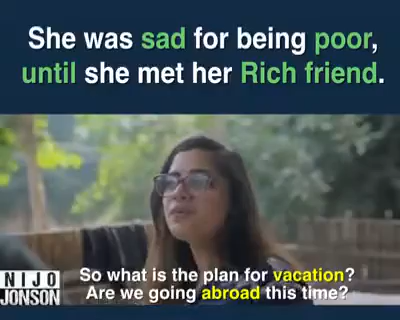 She was sad for being poor,
until she met her Rich friend.
So what is the plan for vacation?
Are we going abroad this time?
NIJO
JONSON